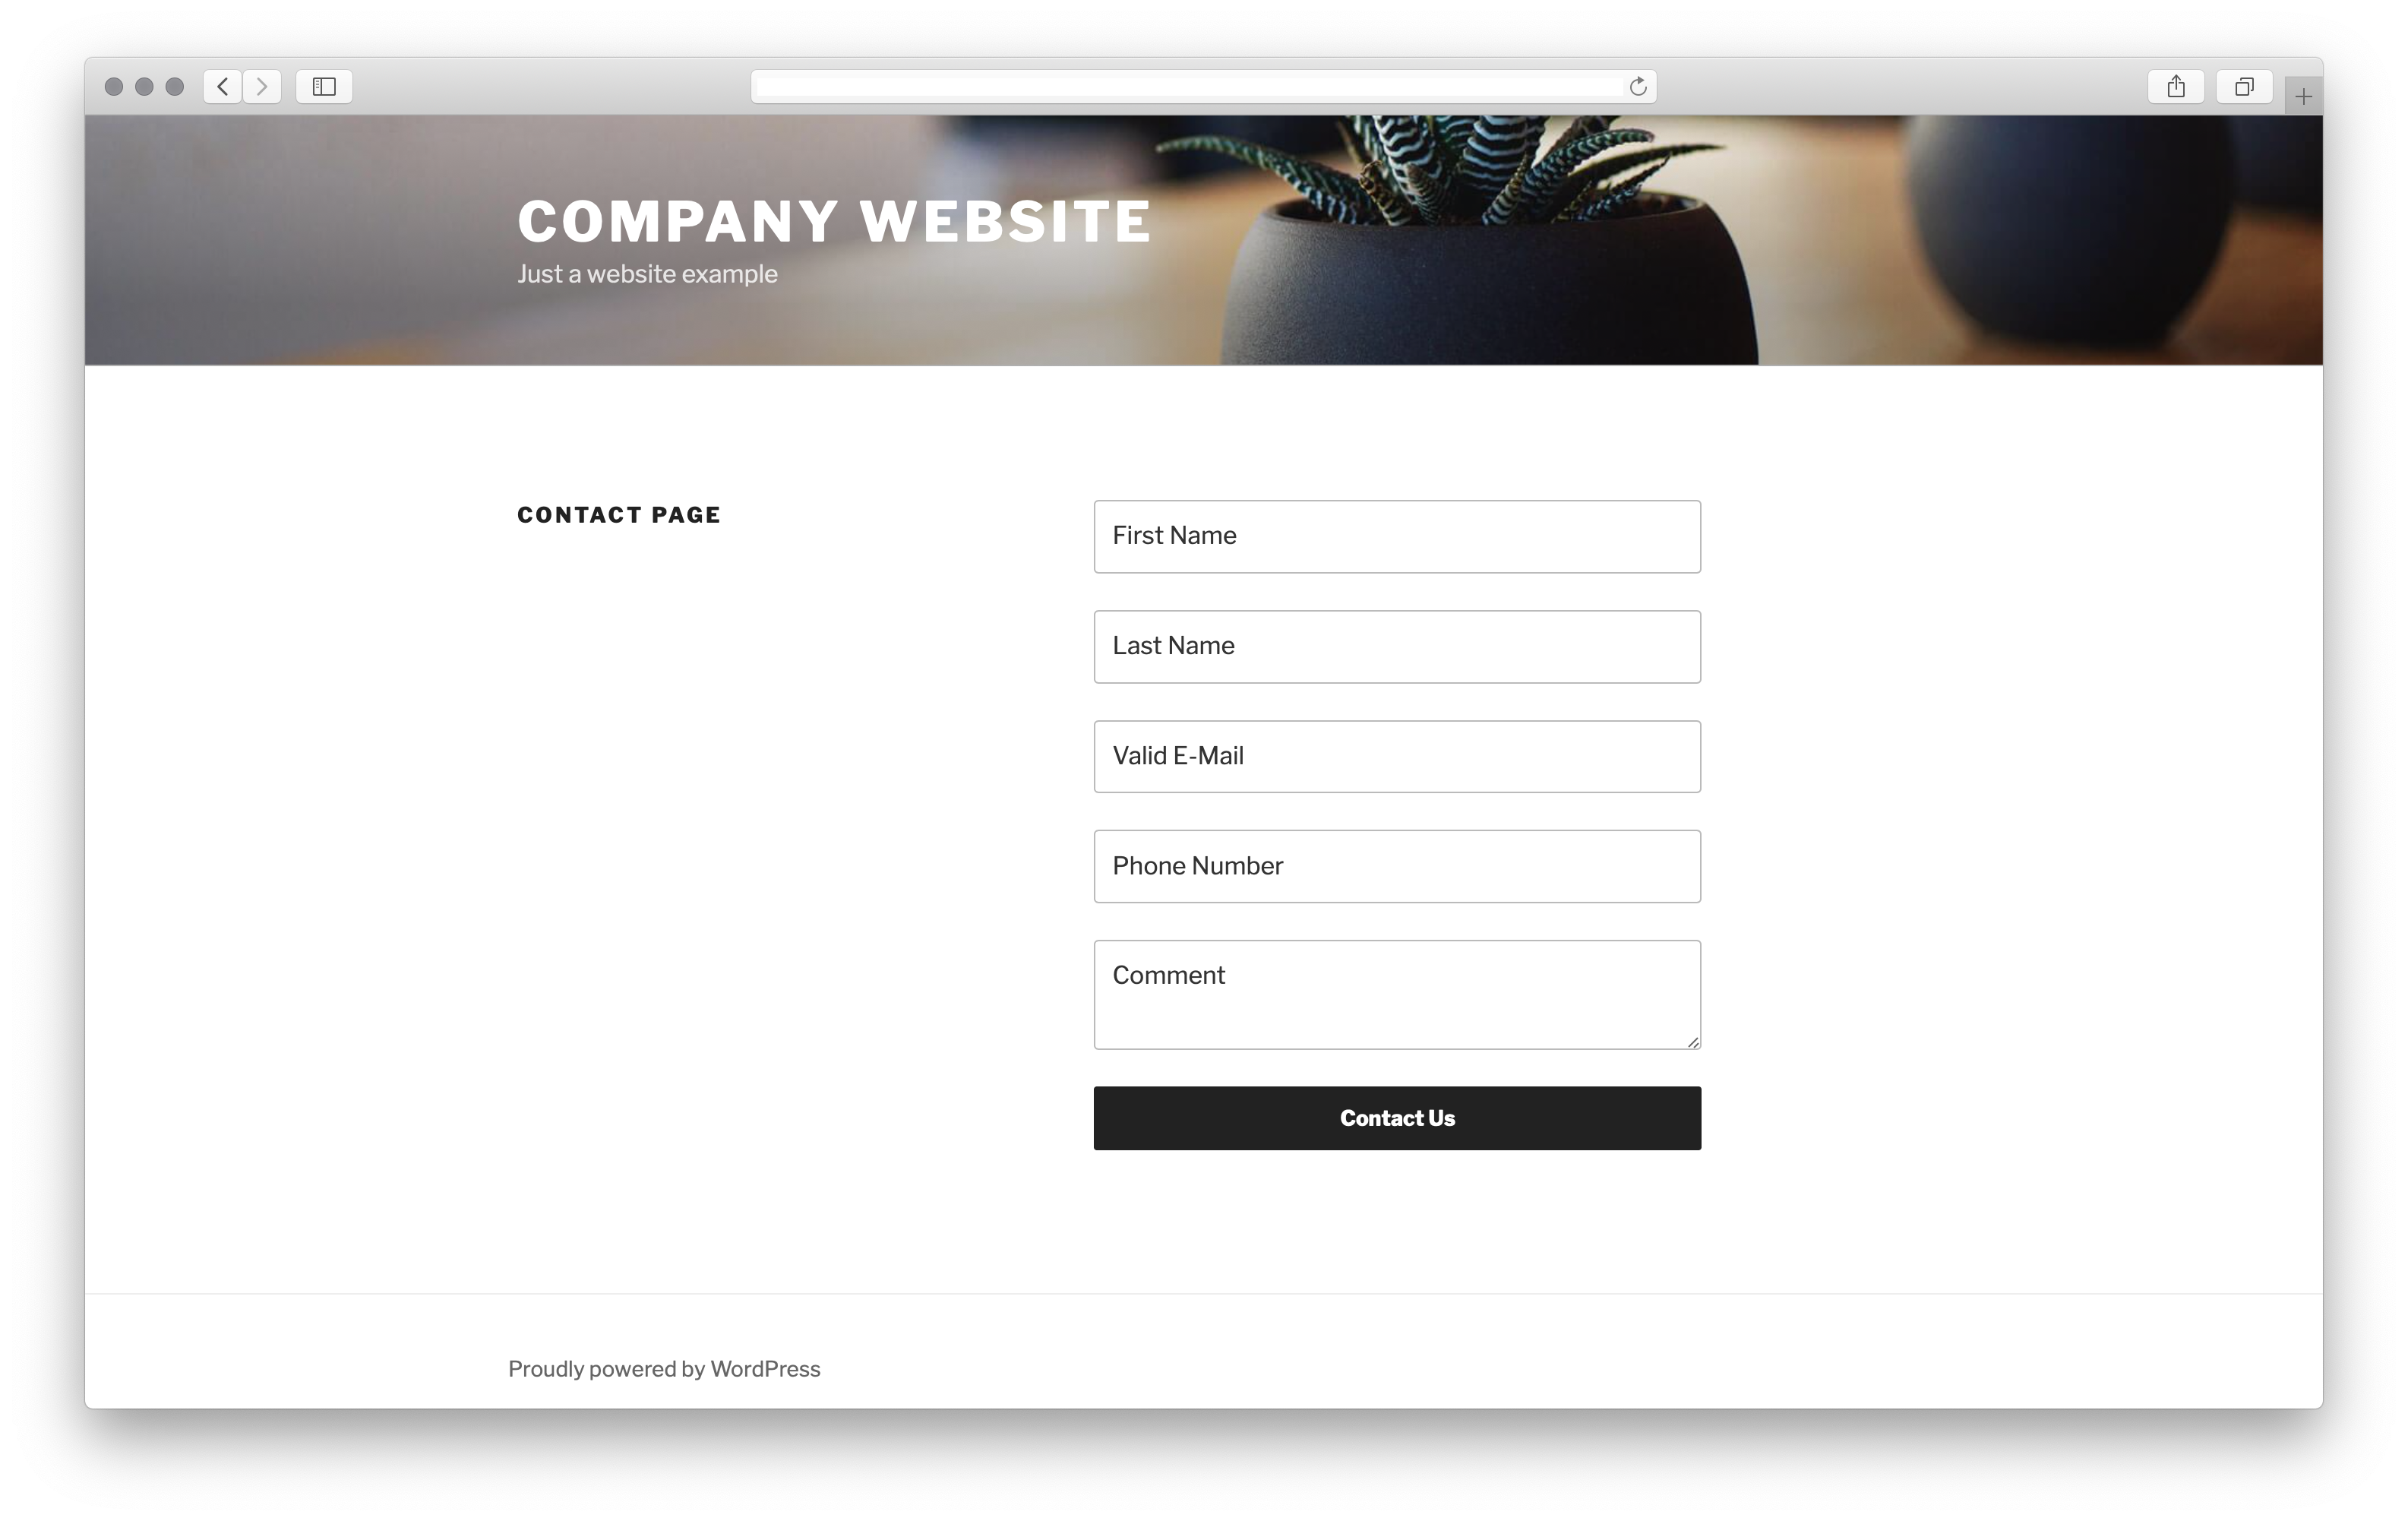 COMPANY WEBSITE
Just a website example
CONTACT PAGE
First Name
Last Name
Valid E-Mail
Phone Number
Comment
Contact Us
Proudly powered by WordPress